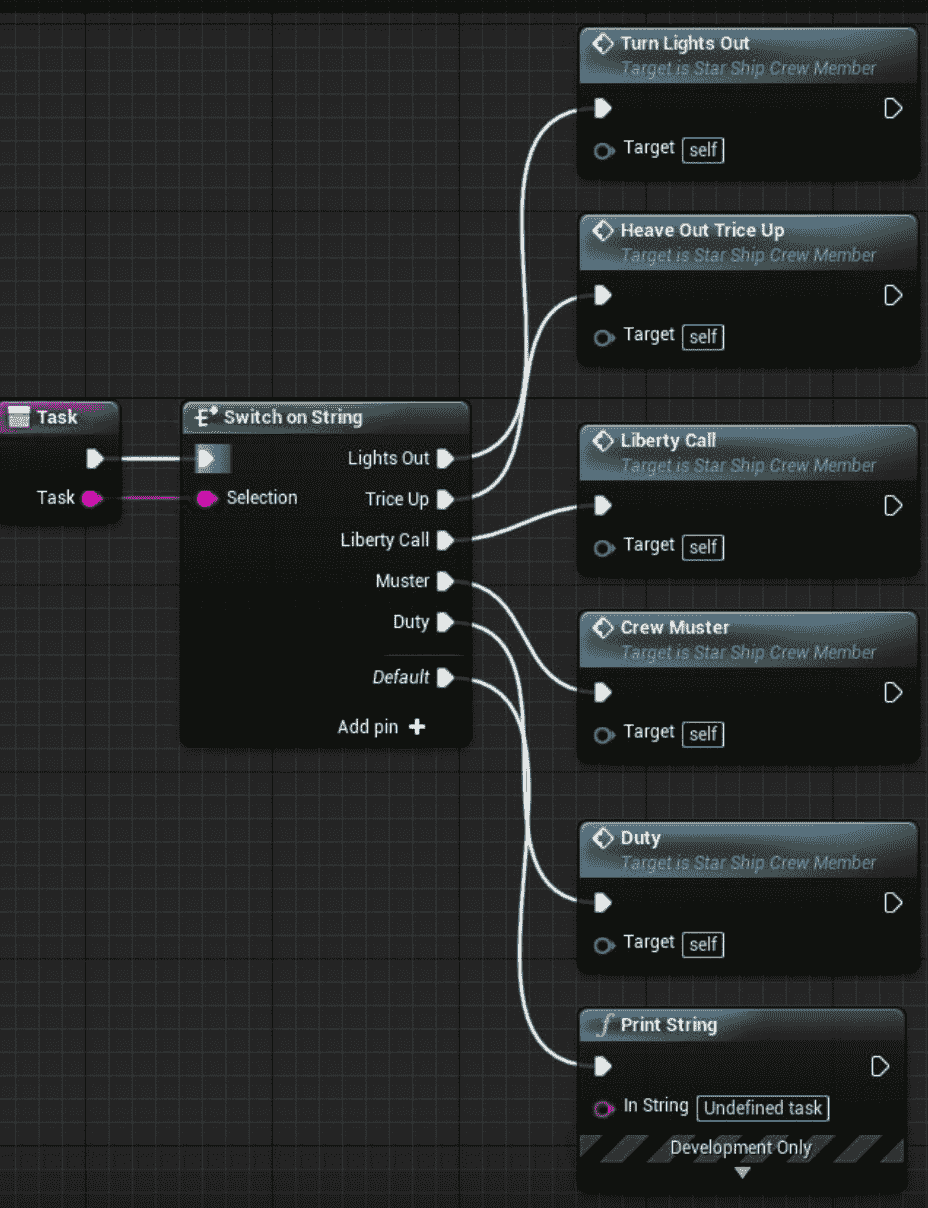 Turn Lights Out
Target is Star Ship Crew Member
Target self
Heave Out Trice Up
Target is Star Ship Crew Member
Target self
Task
Task
Switch on String
Selection
Lights Out
Trice Up
Liberty Call
Muster
Duty
Default
Add pin +
Liberty Call
Target is Star Ship Crew Member
Target self
Crew Muster
Target is Star Ship Crew Member
Target self
Duty
Target is Star Ship Crew Member
Target self
f Print String
In String Undefined task
Development Only